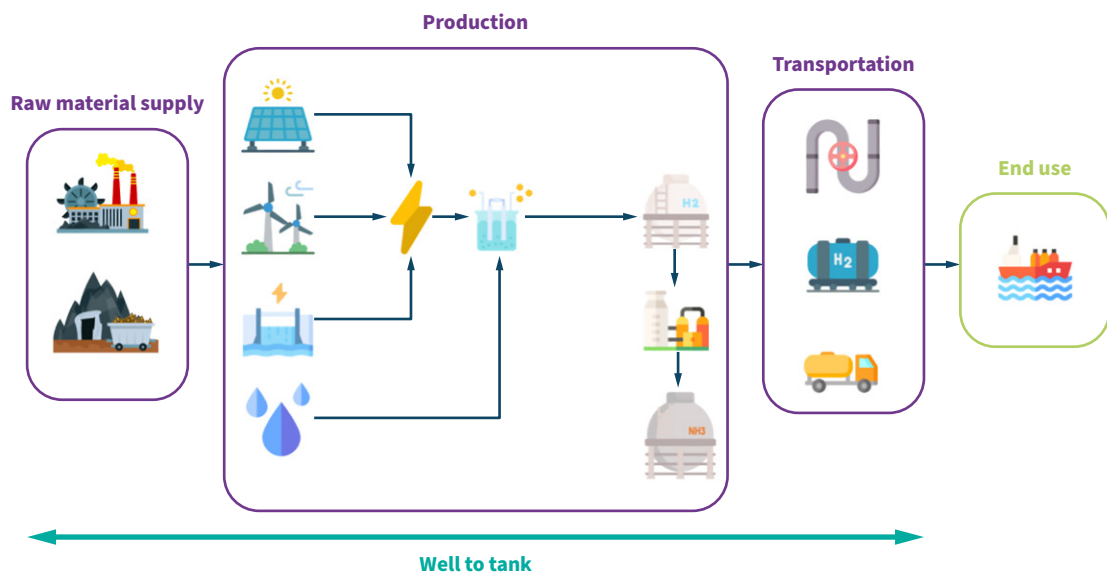 Production
Transportation
Raw material supply
End use
H2
H2
NH3
Well to tank